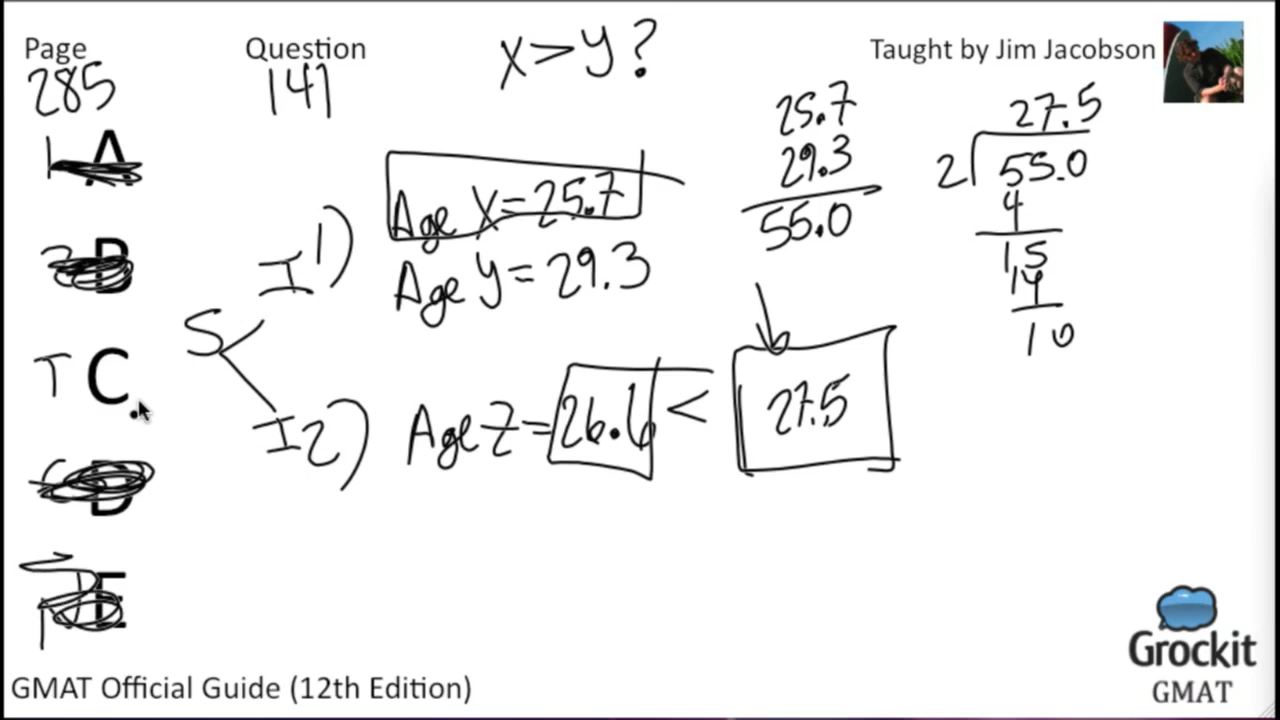 Page
285
Question
141
X > y ?
Taught by Jim Jacobson
A
B
T C
D
E
S
I 1)
Age X = 25.7
Age y = 29.3
I 2)
Age Z = 26.6 < 27.5
25.7
29.3
55.0
27.5
2 55.0
4
15
14
10
Grockit
GMAT
GMAT Official Guide (12th Edition)